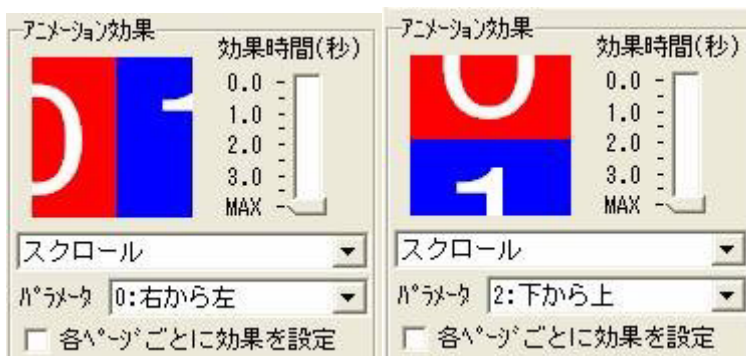 ｱﾆﾒｰｼｮﾝ効果
効果時間(秒)
0
1
0.0
1.0
2.0
3.0
MAX
スクロール
ﾊﾟﾗﾒｰﾀ 0:右から左
各ﾍﾟｰｼﾞごとに効果を設定
ｱﾆﾒｰｼｮﾝ効果
効果時間(秒)
0
1
0.0
1.0
2.0
3.0
MAX
スクロール
ﾊﾟﾗﾒｰﾀ 2:下から上
各ﾍﾟｰｼﾞごとに効果を設定